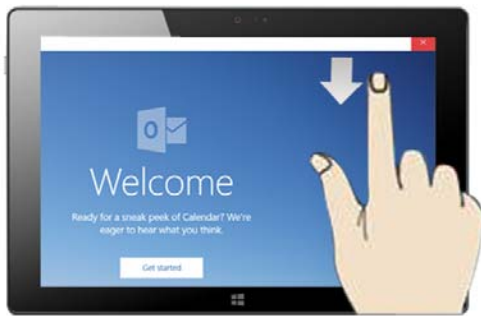 Welcome
Ready for a sneak peek of Calendar? We're
eager to hear what you think.
Get started